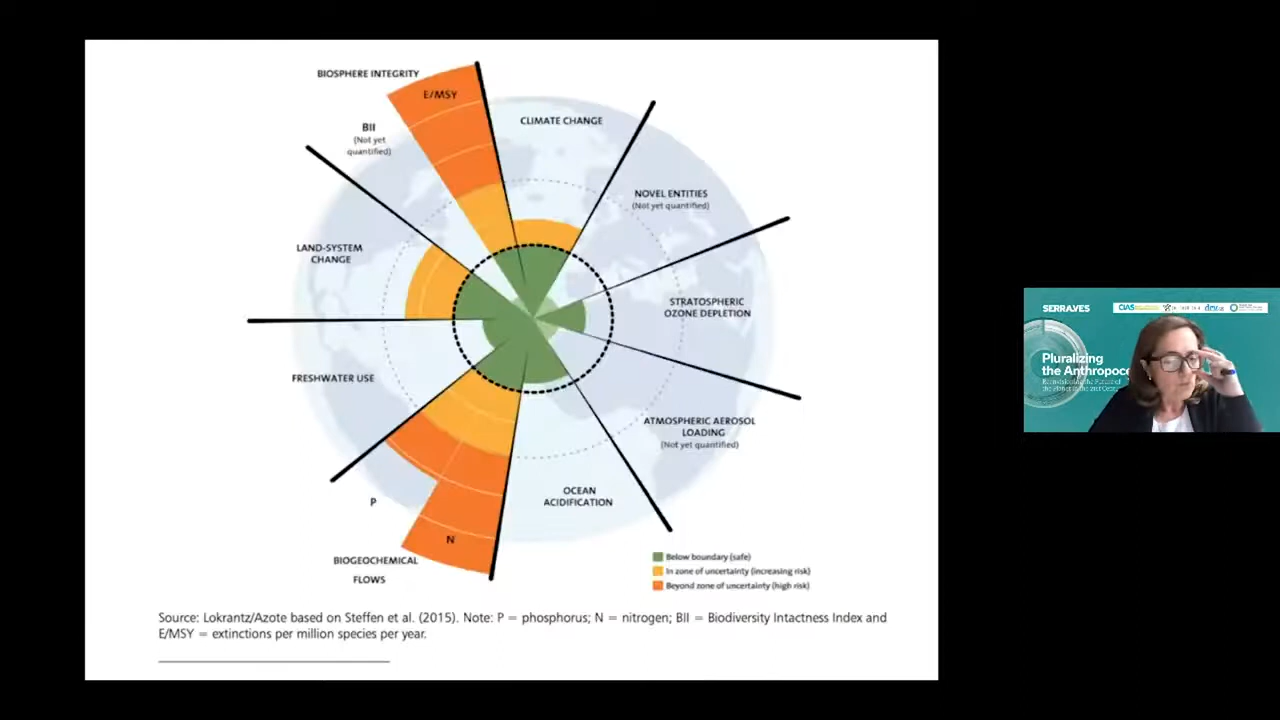 BIOSPHERE INTEGRITY
E/MSY
BII
(Not yet
quantified)
CLIMATE CHANGE
NOVEL ENTITIES
(Not yet quantified)
LAND-SYSTEM
CHANGE
STRATOSPHERIC
OZONE DEPLETION
FRESHWATER USE
ATMOSPHERIC AEROSOL
LOADING
(Not yet quantified)
P
OCEAN
ACIDIFICATION
N
BIOGEOCHEMICAL
FLOWS
Below boundary (safe)
In zone of uncertainty (increasing risk)
Beyond zone of uncertainty (high risk)
Source: Lokrantz/Azote based on Steffen et al. (2015). Note: P = phosphorus; N = nitrogen; BII = Biodiversity Intactness Index and
E/MSY = extinctions per million species per year.
SERRALVES
CIAS
Pluralizing
the Anthropoce